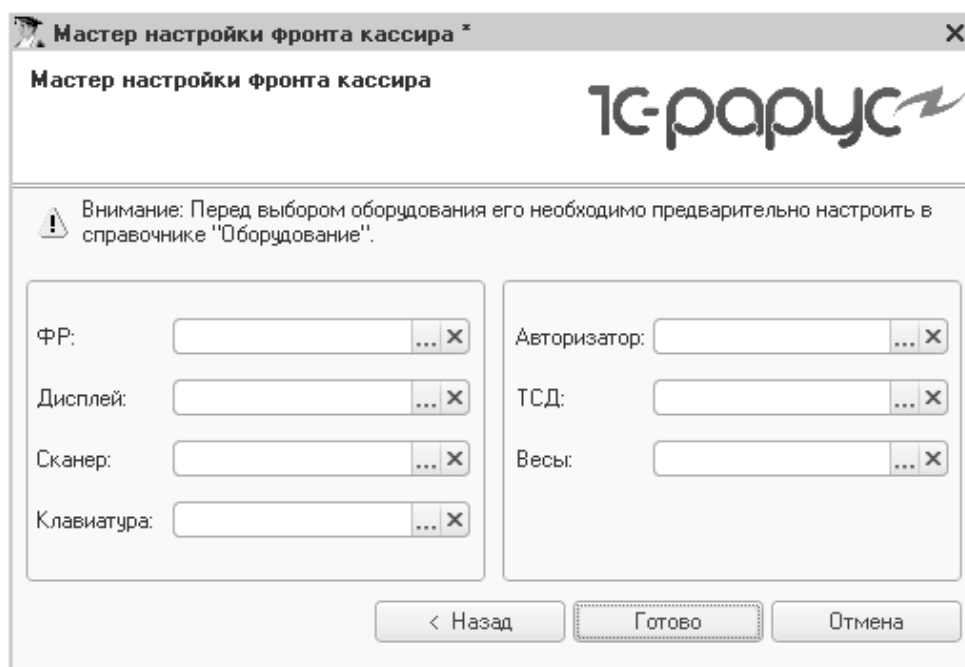 Мастер настройки фронта кассира *
Мастер настройки фронта кассира
1С-рарус
Внимание: Перед выбором оборудования его необходимо предварительно настроить в
справочнике "Оборудование".
ФР: ...
Дисплей: ...
Сканер: ...
Клавиатура: ...
Авторизатор: ...
ТСД: ...
Весы: ...
< Назад
Готово
Отмена